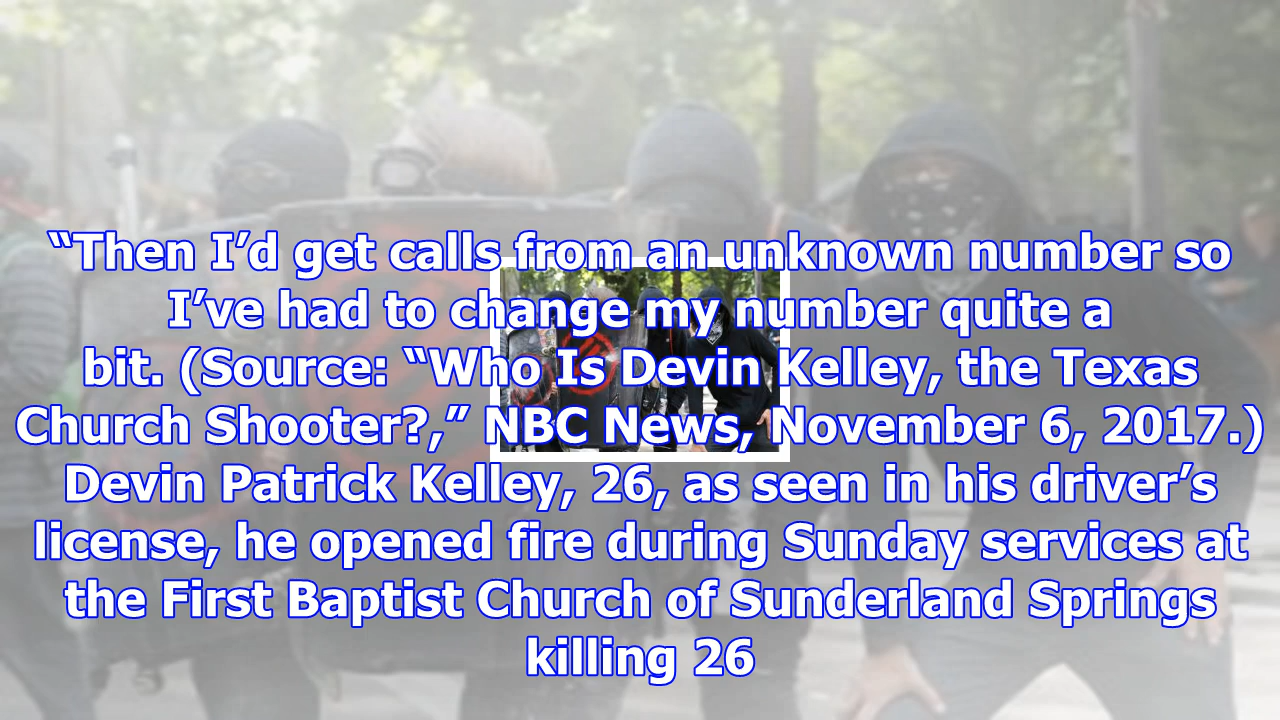 “Then I’d get calls from an unknown number so
I’ve had to change my number quite a
bit. (Source: “Who Is Devin Kelley, the Texas
Church Shooter?,” NBC News, November 6, 2017.)
Devin Patrick Kelley, 26, as seen in his driver’s
license, he opened fire during Sunday services at
the First Baptist Church of Sunderland Springs
killing 26